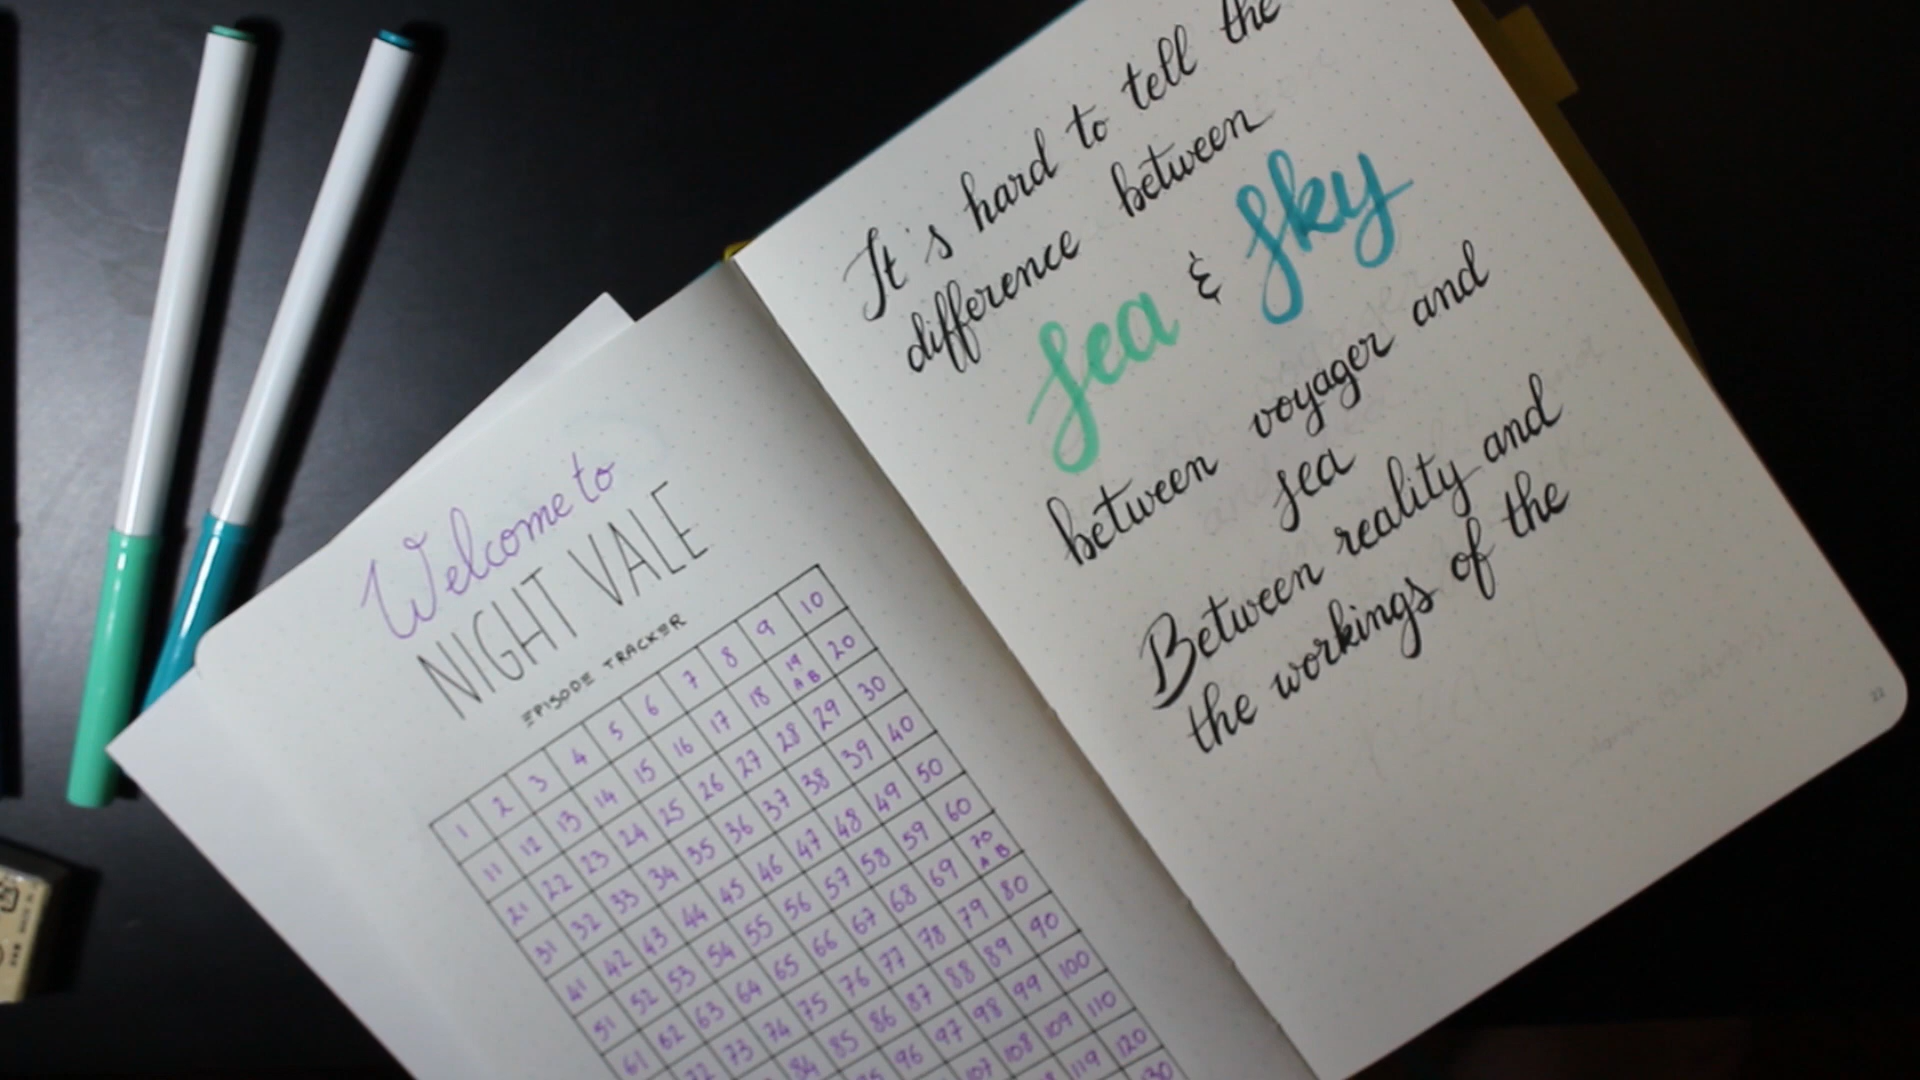 Welcome to
NIGHT VALE
EPISODE TRACKER
1 2 3 4 5 6 7 8 9 10
11 12 13 14 15 16 17 18 19 A B 20
21 22 23 24 25 26 27 28 29 30
31 32 33 34 35 36 37 38 39 40
41 42 43 44 45 46 47 48 49 50
51 52 53 54 55 56 57 58 59 60
61 62 63 64 65 66 67 68 69 70 A B
73 74 75 76 77 78 79 80
84 85 86 87 88 89 90
96 97 98 99 100
107 108 109 110
119 120
It's hard to tell the
difference between
sea & sky
between voyager and
sea
Between reality and
the workings of the
22